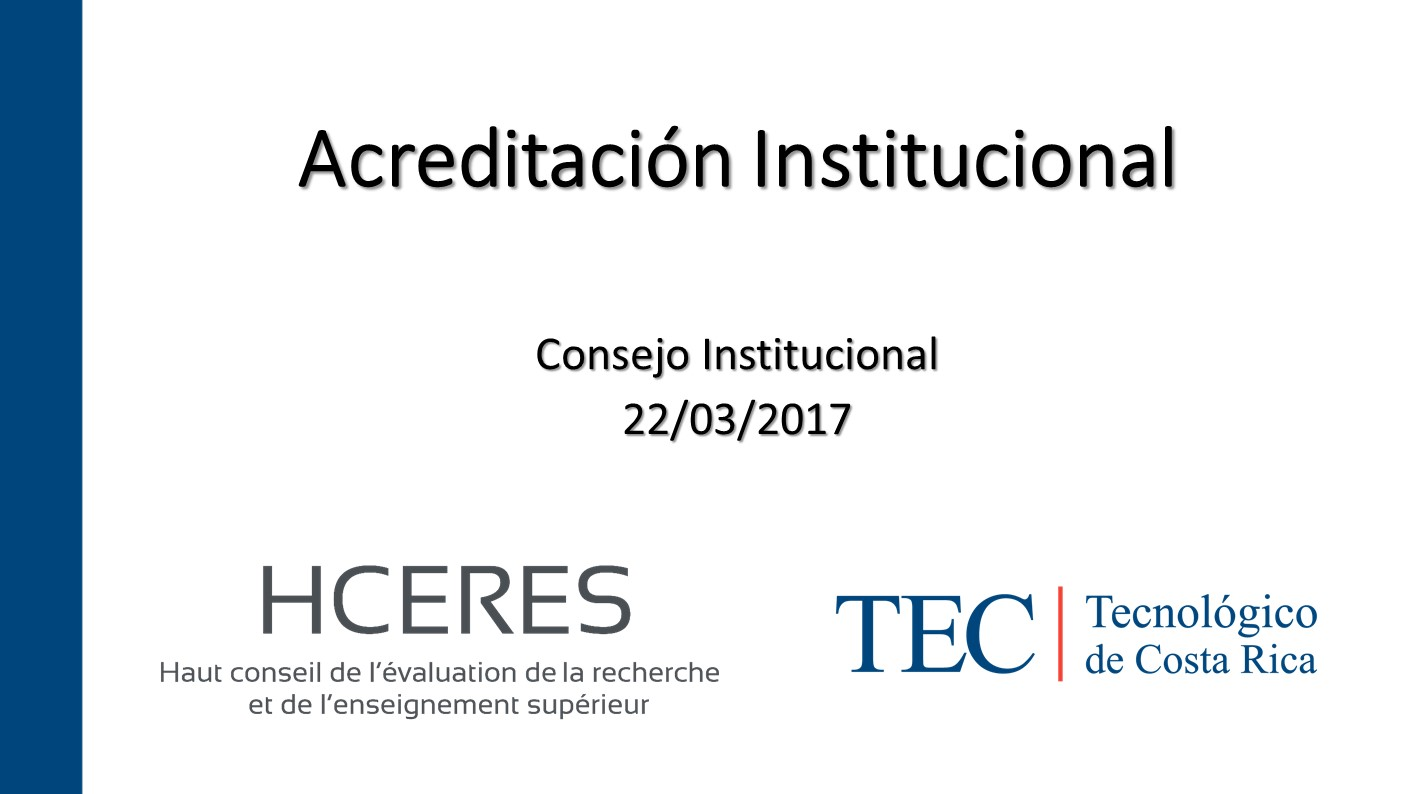 Acreditación Institucional
Consejo Institucional
22/03/2017
HCERES
Haut conseil de l'évaluation de la recherche
et de l'enseignement supérieur
TEC
Tecnológico
de Costa Rica